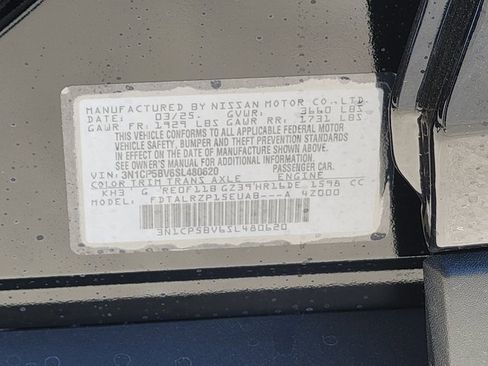 MANUFACTURED BY NISSAN MOTOR CO., LTD.
DATE: 03/25. GVWR: 3660 LBS
GAWR FR: 1929 LBS GAWR RR: 1731 LBS
THIS VEHICLE CONFORMS TO ALL APPLICABLE FEDERAL MOTOR
VEHICLE SAFETY, BUMPER AND THEFT PREVENTION STANDARDS
IN EFFECT ON THE DATE OF MANUFACTURE SHOWN ABOVE.
SEE OWNER'S MANUAL FOR FURTHER INFORMATION.
VIN: 3N1CP5BV6SL480620 PASSENGER CAR
COLOR TRIM TRANS AXLE ENGINE
KH3 G RE0F11B GZ39 HR16DE 1598 CC
MODEL: FDTALRZP15EUAB---A 42000
3N1CP5BV6SL480620